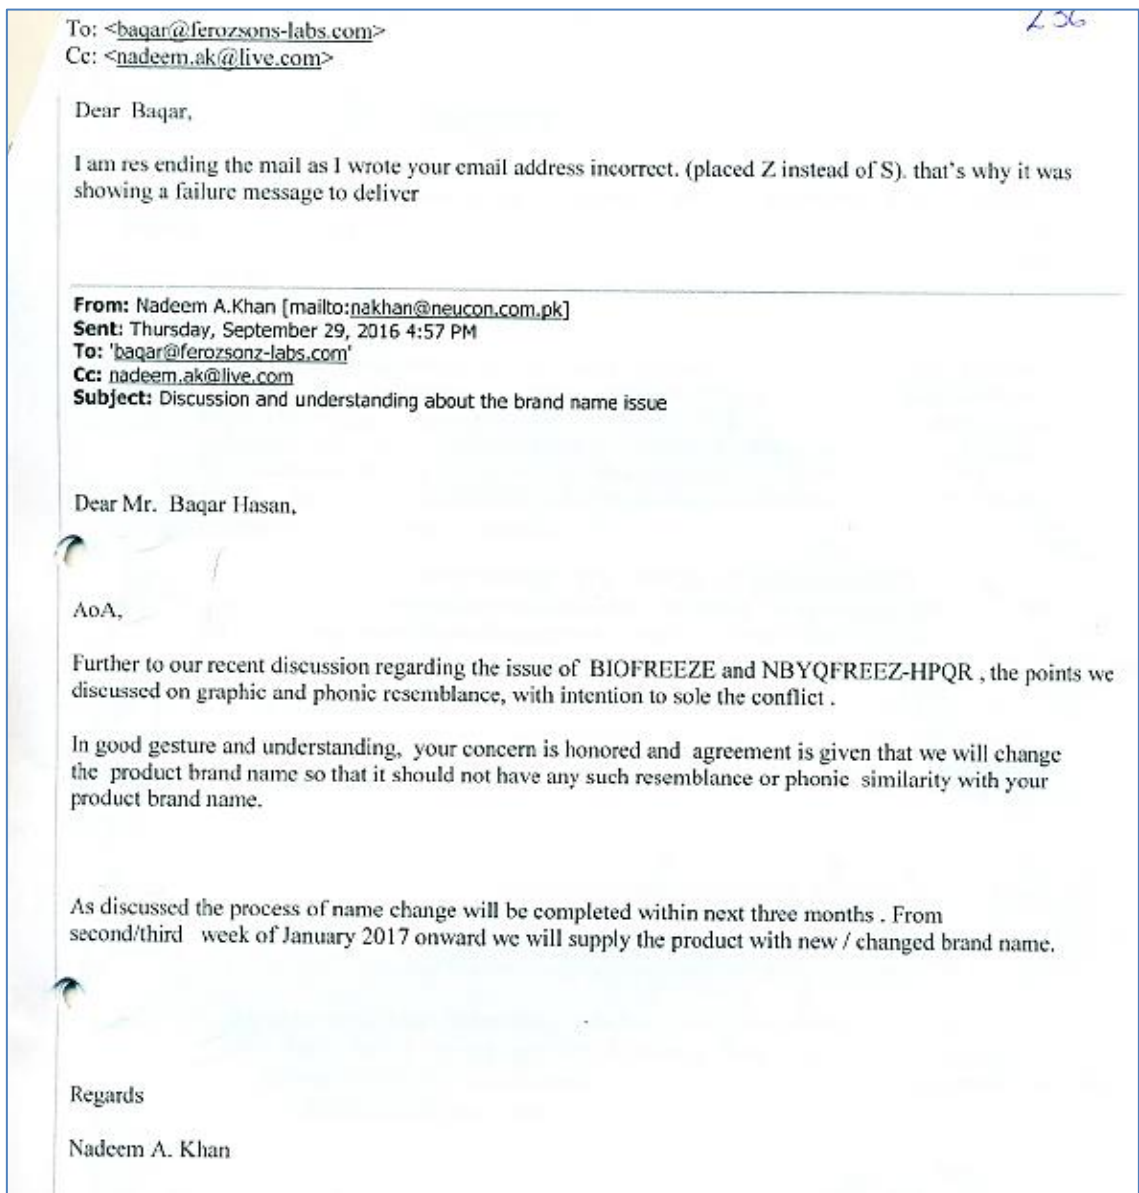 236
To: <baqar@ferozsons-labs.com>
Cc: <nadeem.ak@live.com>
Dear Baqar,
I am res ending the mail as I wrote your email address incorrect. (placed Z instead of S). that's why it was
showing a failure message to deliver
From: Nadeem A.Khan [mailto:nakhan@neucon.com.pk]
Sent: Thursday, September 29, 2016 4:57 PM
To: 'baqar@ferozsonz-labs.com'
Cc: nadeem.ak@live.com
Subject: Discussion and understanding about the brand name issue
Dear Mr. Baqar Hasan,
AoA,
Further to our recent discussion regarding the issue of BIOFREEZE and NBYQFREEZ-HPQR , the points we
discussed on graphic and phonic resemblance, with intention to sole the conflict .
In good gesture and understanding, your concern is honored and agreement is given that we will change
the product brand name so that it should not have any such resemblance or phonic similarity with your
product brand name.
As discussed the process of name change will be completed within next three months . From
second/third week of January 2017 onward we will supply the product with new / changed brand name.
Regards
Nadeem A. Khan